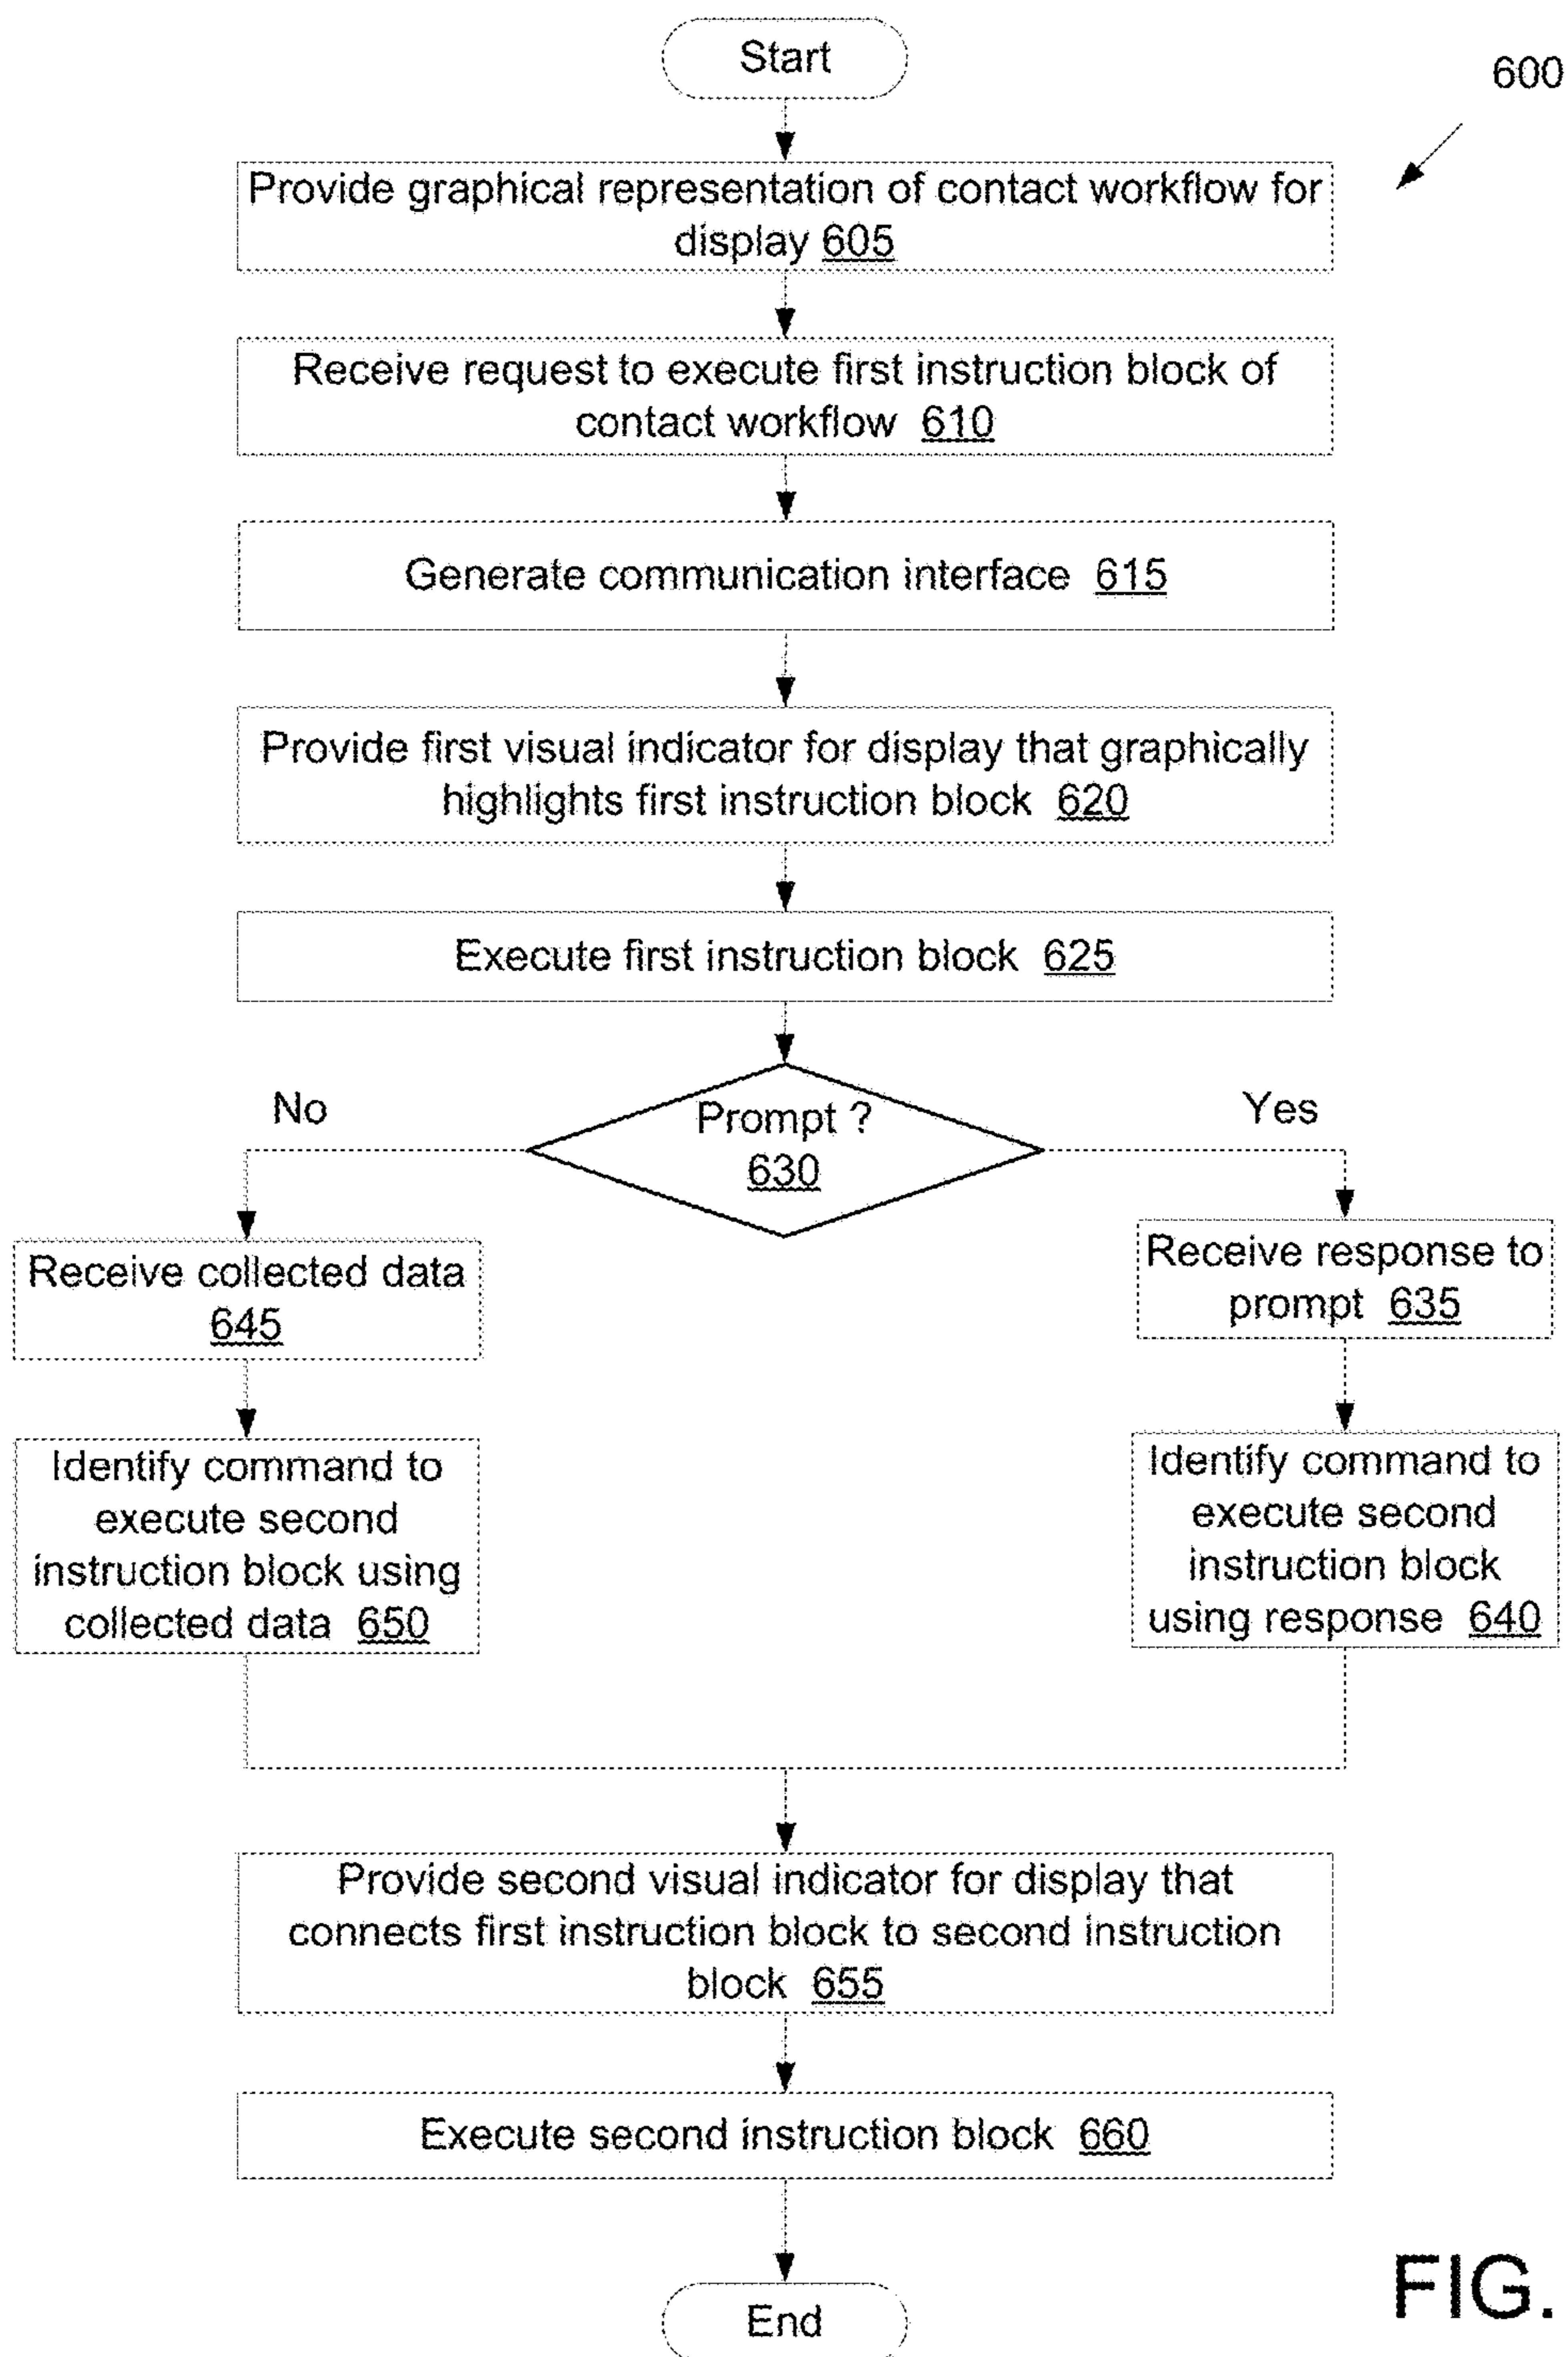 Start
600
Provide graphical representation of contact workflow for
display 605
Receive request to execute first instruction block of
contact workflow 610
Generate communication interface 615
Provide first visual indicator for display that graphically
highlights first instruction block 620
Execute first instruction block 625
Prompt ?
630
No
Yes
Receive collected data
645
Receive response to
prompt 635
Identify command to
execute second
instruction block using
collected data 650
Identify command to
execute second
instruction block
using response 640
Provide second visual indicator for display that
connects first instruction block to second instruction
block 655
Execute second instruction block 660
End
FIG.